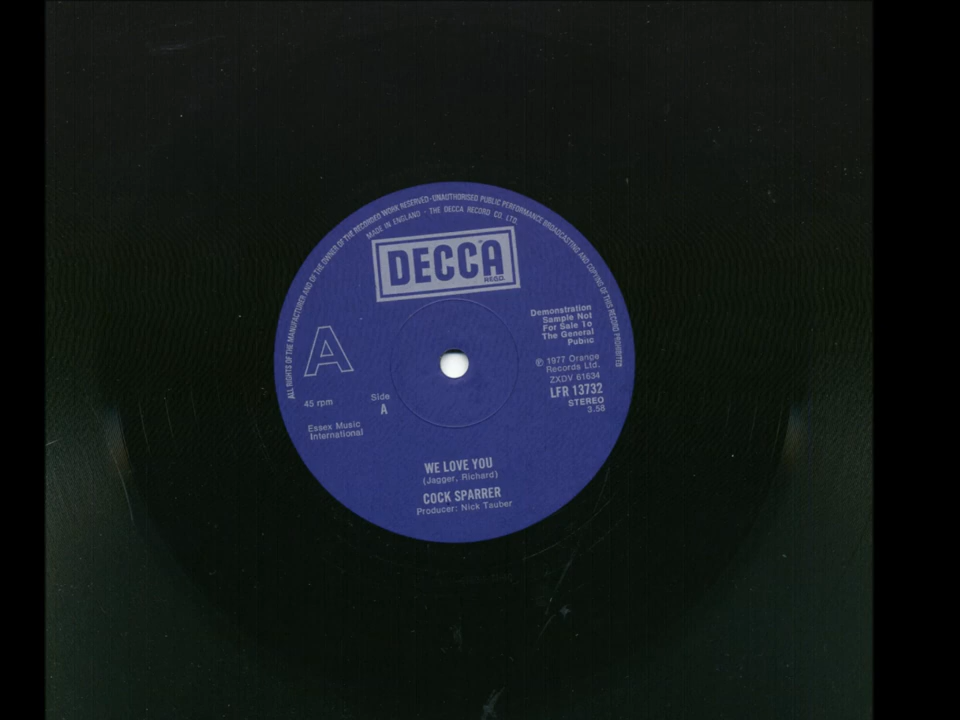 ALL RIGHTS OF THE MANUFACTURER AND OF THE OWNER OF THE RECORDED WORK RESERVED·UNAUTHORISED PUBLIC PERFORMANCE BROADCASTING AND COPYING OF THIS RECORD PROHIBITED
MADE IN ENGLAND · THE DECCA RECORD CO. LTD.
DECCA
REGD.
Demonstration
Sample Not
For Sale To
The General
Public
A
℗ 1977 Orange
Records Ltd.
ZXDV 61634
LFR 13732
STEREO
3.58
45 rpm
Side
A
Essex Music
International
WE LOVE YOU
(Jagger, Richard)
COCK SPARRER
Producer: Nick Tauber